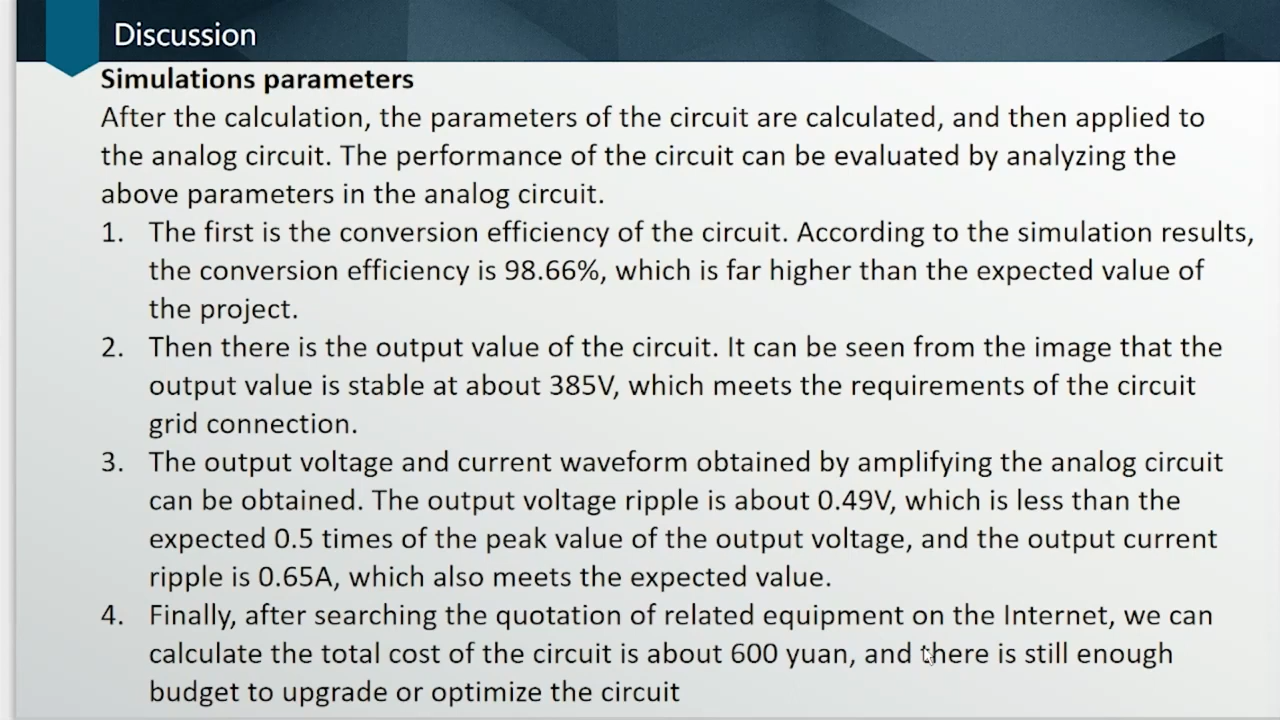 Discussion
Simulations parameters
After the calculation, the parameters of the circuit are calculated, and then applied to
the analog circuit. The performance of the circuit can be evaluated by analyzing the
above parameters in the analog circuit.
1. The first is the conversion efficiency of the circuit. According to the simulation results,
the conversion efficiency is 98.66%, which is far higher than the expected value of
the project.
2. Then there is the output value of the circuit. It can be seen from the image that the
output value is stable at about 385V, which meets the requirements of the circuit
grid connection.
3. The output voltage and current waveform obtained by amplifying the analog circuit
can be obtained. The output voltage ripple is about 0.49V, which is less than the
expected 0.5 times of the peak value of the output voltage, and the output current
ripple is 0.65A, which also meets the expected value.
4. Finally, after searching the quotation of related equipment on the Internet, we can
calculate the total cost of the circuit is about 600 yuan, and there is still enough
budget to upgrade or optimize the circuit